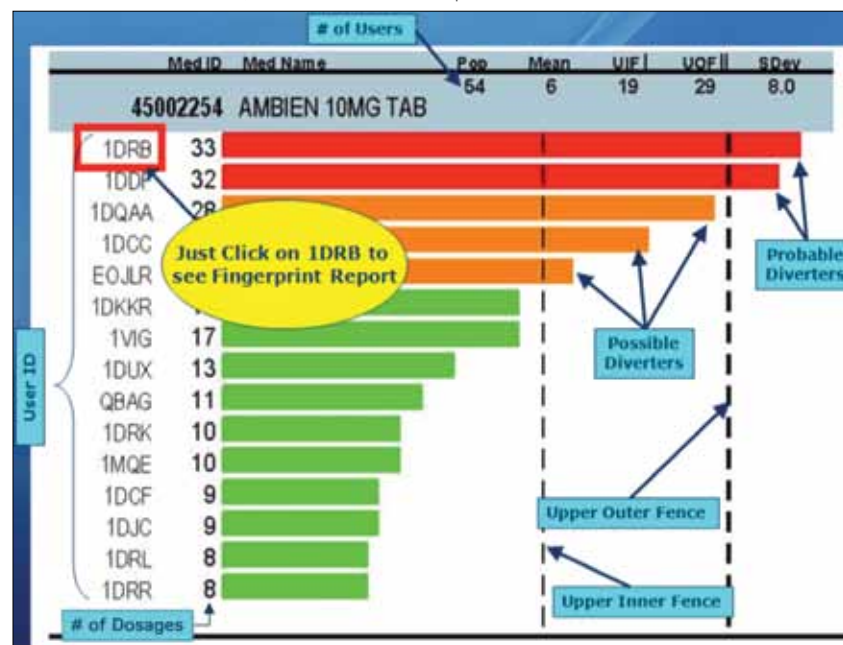 # of Users
Med ID Med Name Pop Mean UIF UOF SDev
54 6 19 29 8.0
45002254 AMBIEN 10MG TAB
1DRB 33
1DDP 32
1DQAA 28
1DCC
EOJLR
1DKKR
1VIG 17
1DUX 13
QBAG 11
1DRK 10
1MQE 10
1DCF 9
1DJC 9
1DRL 8
1DRR 8
Just Click on 1DRB to
see Fingerprint Report
Probable
Diverters
Possible
Diverters
User ID
Upper Outer Fence
Upper Inner Fence
# of Dosages